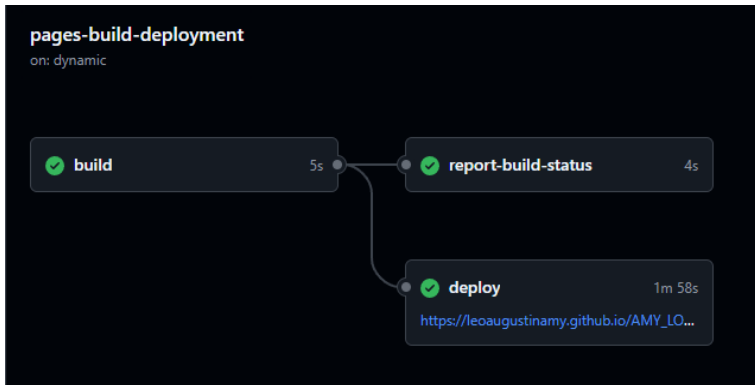 pages-build-deployment
on: dynamic
build 5s
report-build-status 4s
deploy 1m 58s
https://leoaugustinamy.github.io/AMY_LO...